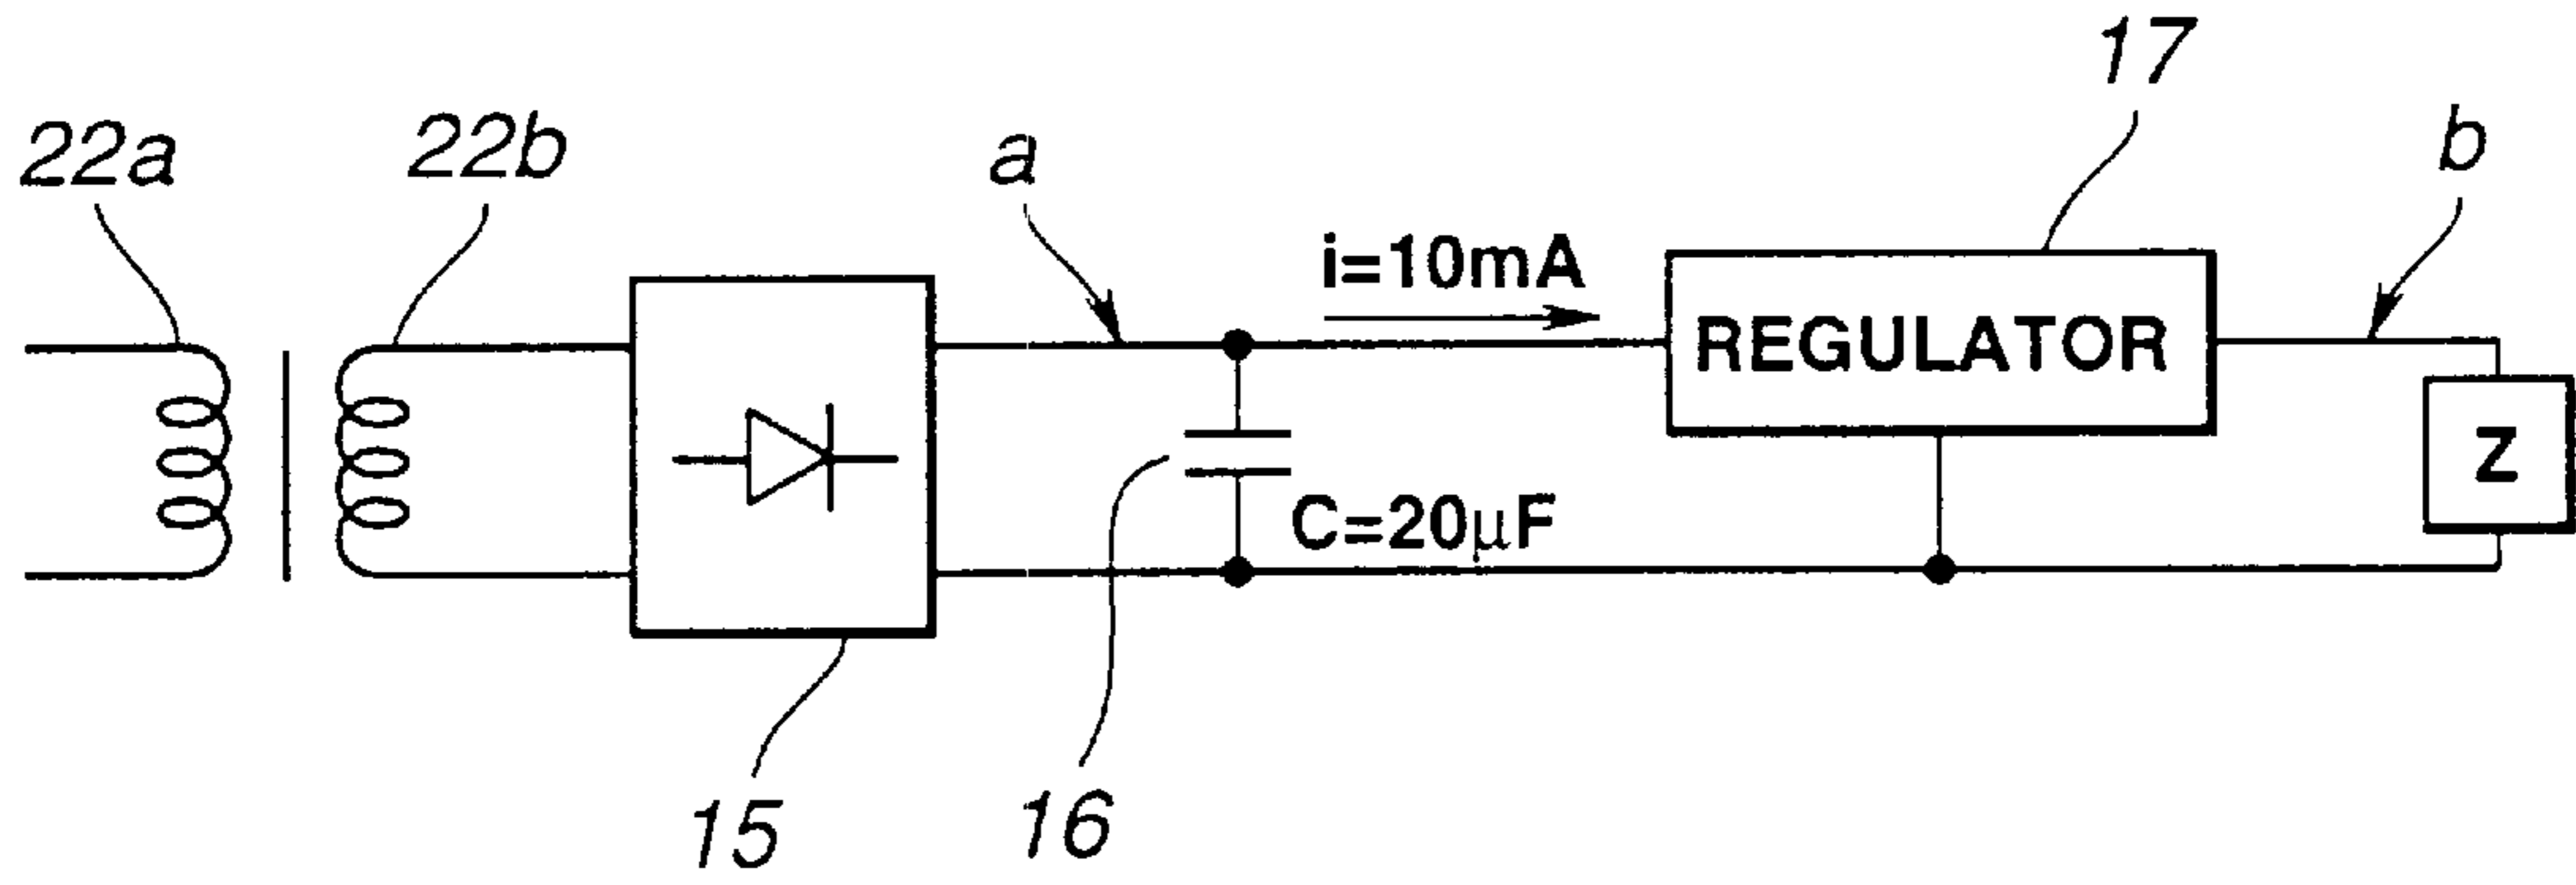 17
22a
22b
a
b
i=10mA
REGULATOR
Z
C=20μF
15
16